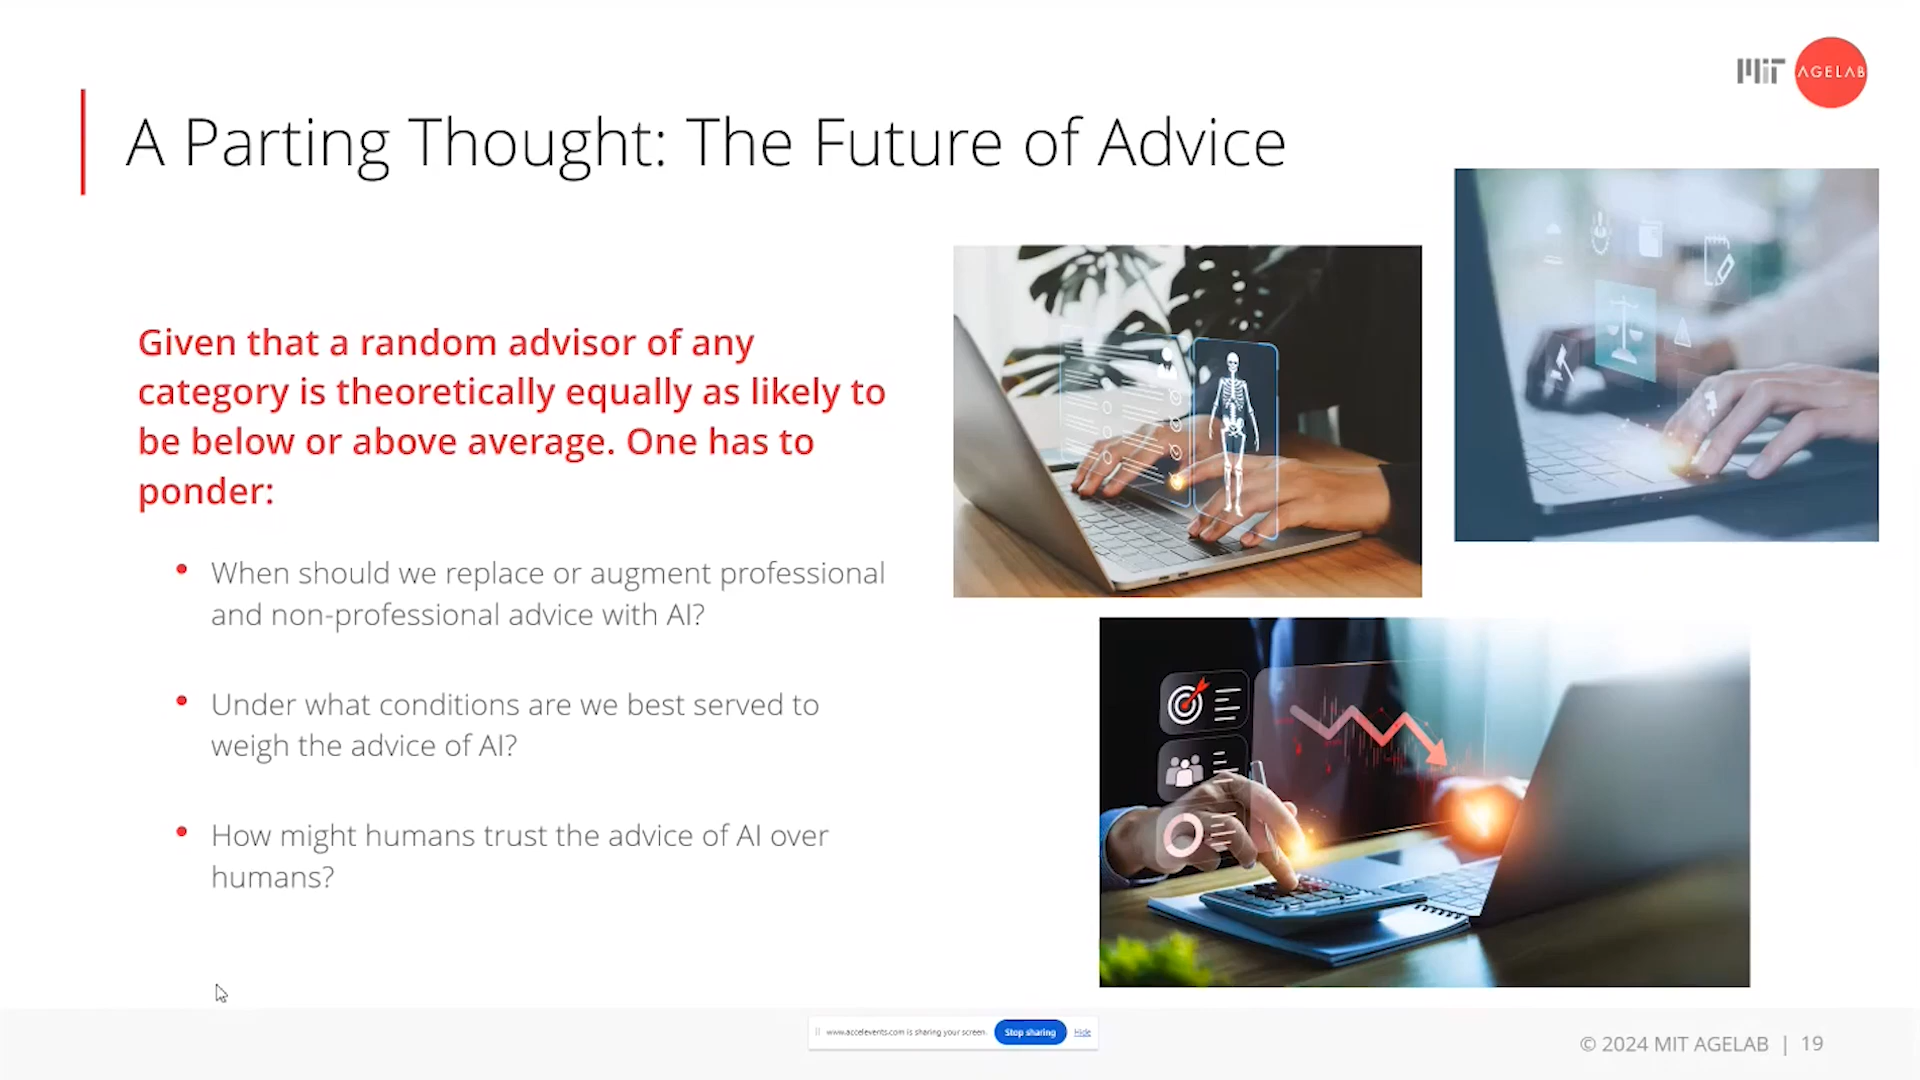 MIT AGELAB
A Parting Thought: The Future of Advice
Given that a random advisor of any
category is theoretically equally as likely to
be below or above average. One has to
ponder:
• When should we replace or augment professional
and non-professional advice with AI?
• Under what conditions are we best served to
weigh the advice of AI?
• How might humans trust the advice of AI over
humans?
www.accelevents.com is sharing your screen. Stop sharing Hide
© 2024 MIT AGELAB | 19